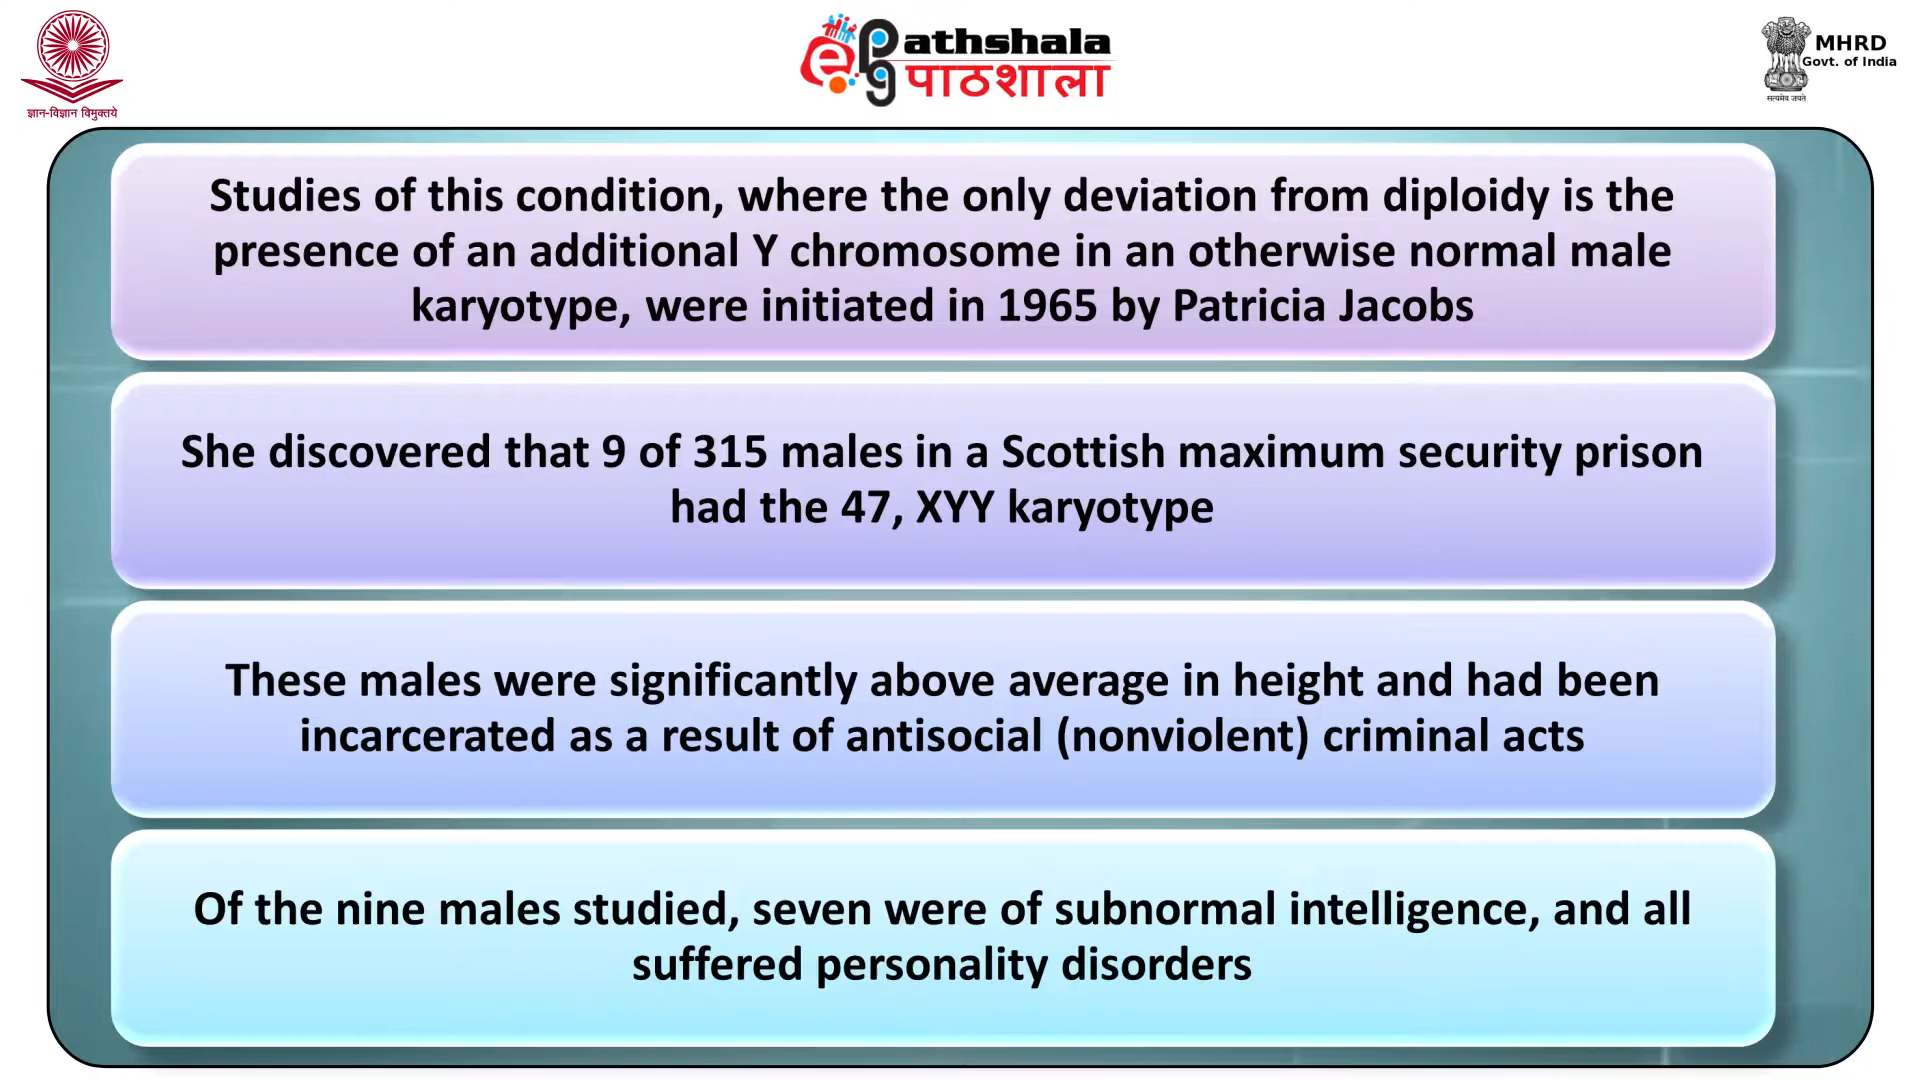 ज्ञान-विज्ञान विमुक्तये
e Pg athshala
पाठशाला
MHRD
Govt. of India
सत्यमेव जयते
Studies of this condition, where the only deviation from diploidy is the
presence of an additional Y chromosome in an otherwise normal male
karyotype, were initiated in 1965 by Patricia Jacobs
She discovered that 9 of 315 males in a Scottish maximum security prison
had the 47, XYY karyotype
These males were significantly above average in height and had been
incarcerated as a result of antisocial (nonviolent) criminal acts
Of the nine males studied, seven were of subnormal intelligence, and all
suffered personality disorders